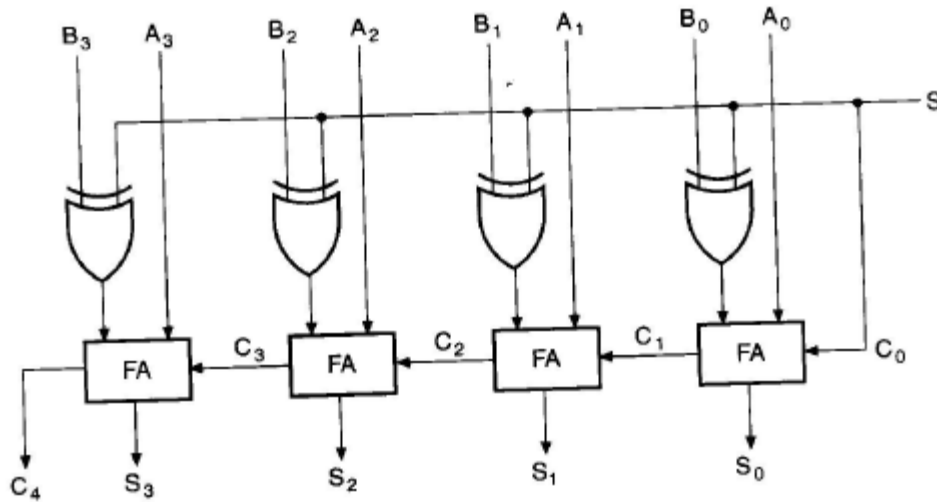 B3 A3 B2 A2 B1 A1 B0 A0
S
FA C3 FA C2 FA C1 FA C0
C4 S3 S2 S1 S0